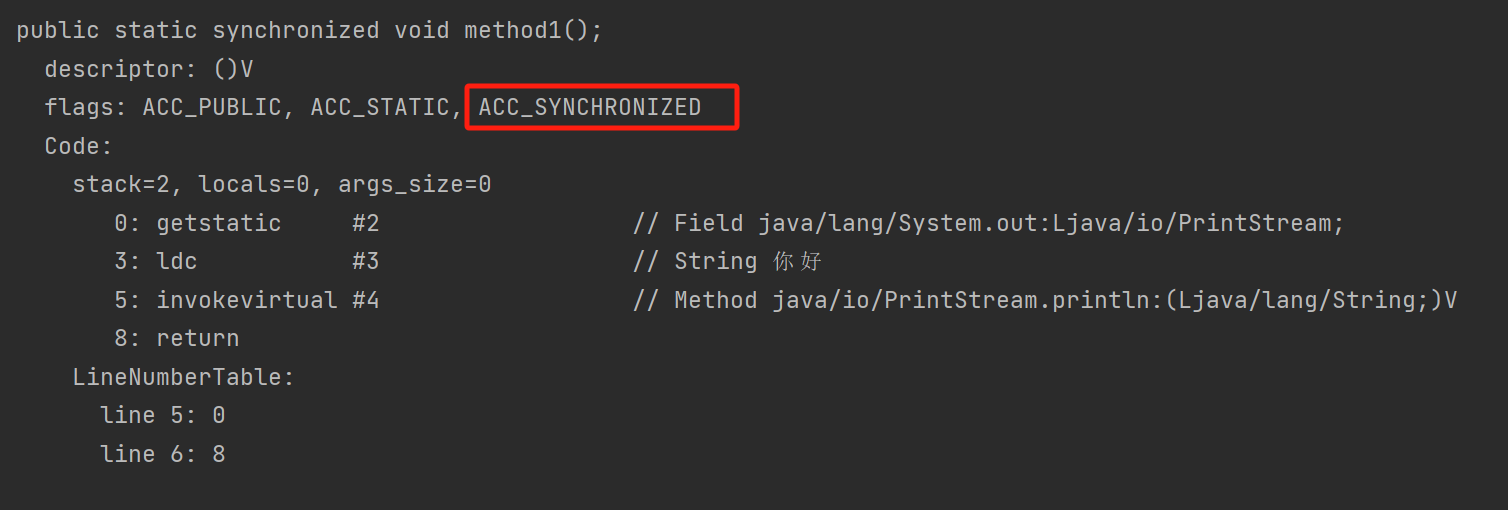 public static synchronized void method1();
descriptor: ()V
flags: ACC_PUBLIC, ACC_STATIC, ACC_SYNCHRONIZED
Code:
stack=2, locals=0, args_size=0
0: getstatic #2 // Field java/lang/System.out:Ljava/io/PrintStream;
3: ldc #3 // String 你好
5: invokevirtual #4 // Method java/io/PrintStream.println:(Ljava/lang/String;)V
8: return
LineNumberTable:
line 5: 0
line 6: 8